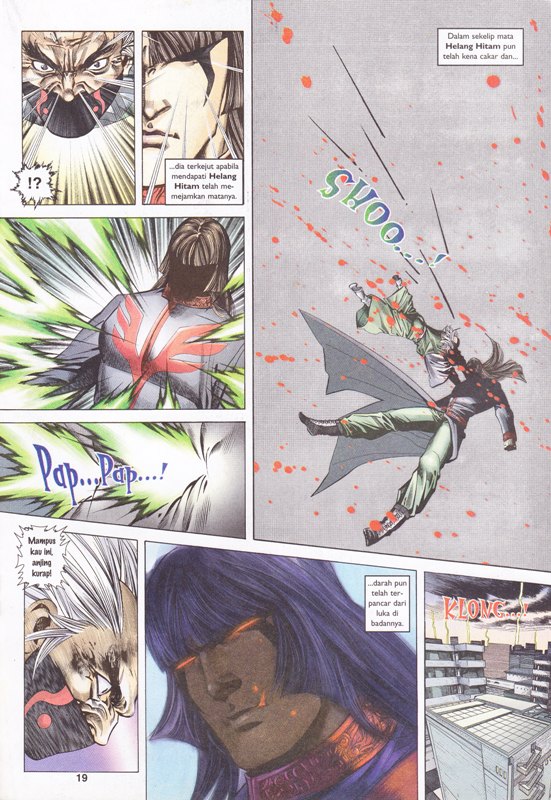 !?
...dia terkejut apabila
mendapati Helang
Hitam telah me-
mejamkan matanya.
Dalam sekelip mata
Helang Hitam pun
telah kena cakar dan...
SHOO....!
Pap...Pap...!
Mampus
kau ini,
anjing
kurap!
...darah pun
telah ter-
pancar dari
luka di
badannya.
KLONG....!
19